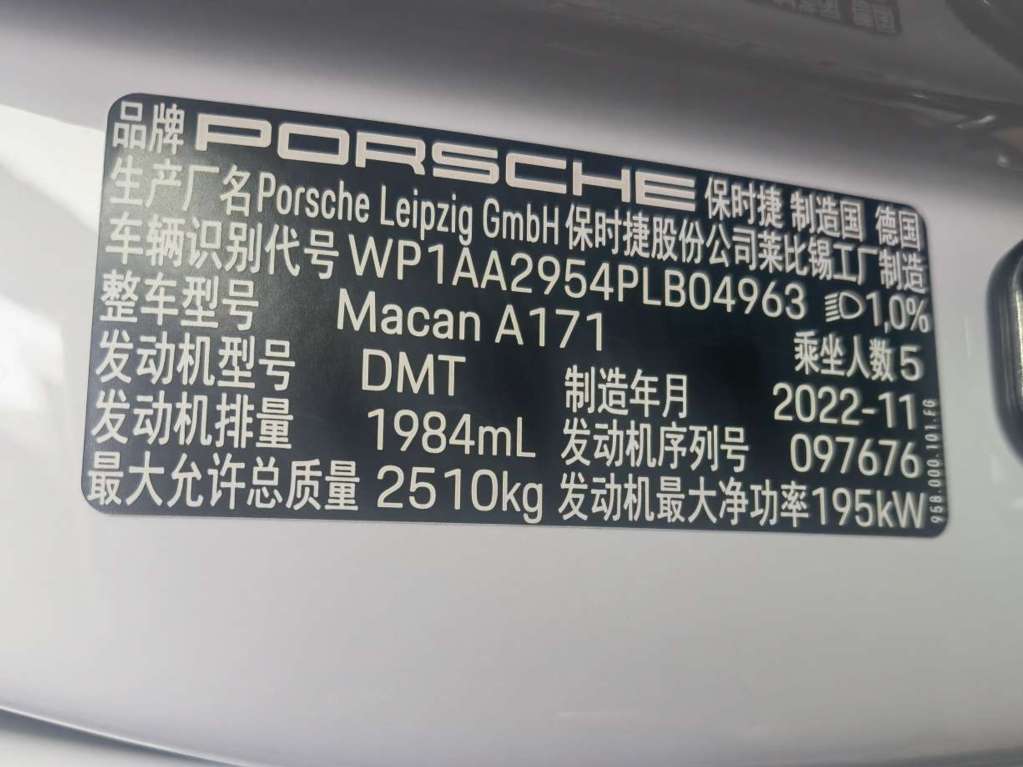 品牌 PORSCHE 保时捷 制造国 德国
生产厂名 Porsche Leipzig GmbH 保时捷股份公司莱比锡工厂制造
车辆识别代号 WP1AA2954PLB04963 1,0%
整车型号 Macan A171 乘坐人数 5
发动机型号 DMT 制造年月 2022-11
发动机排量 1984mL 发动机序列号 097676
最大允许总质量 2510kg 发动机最大净功率 195kW
958.000.101.FG